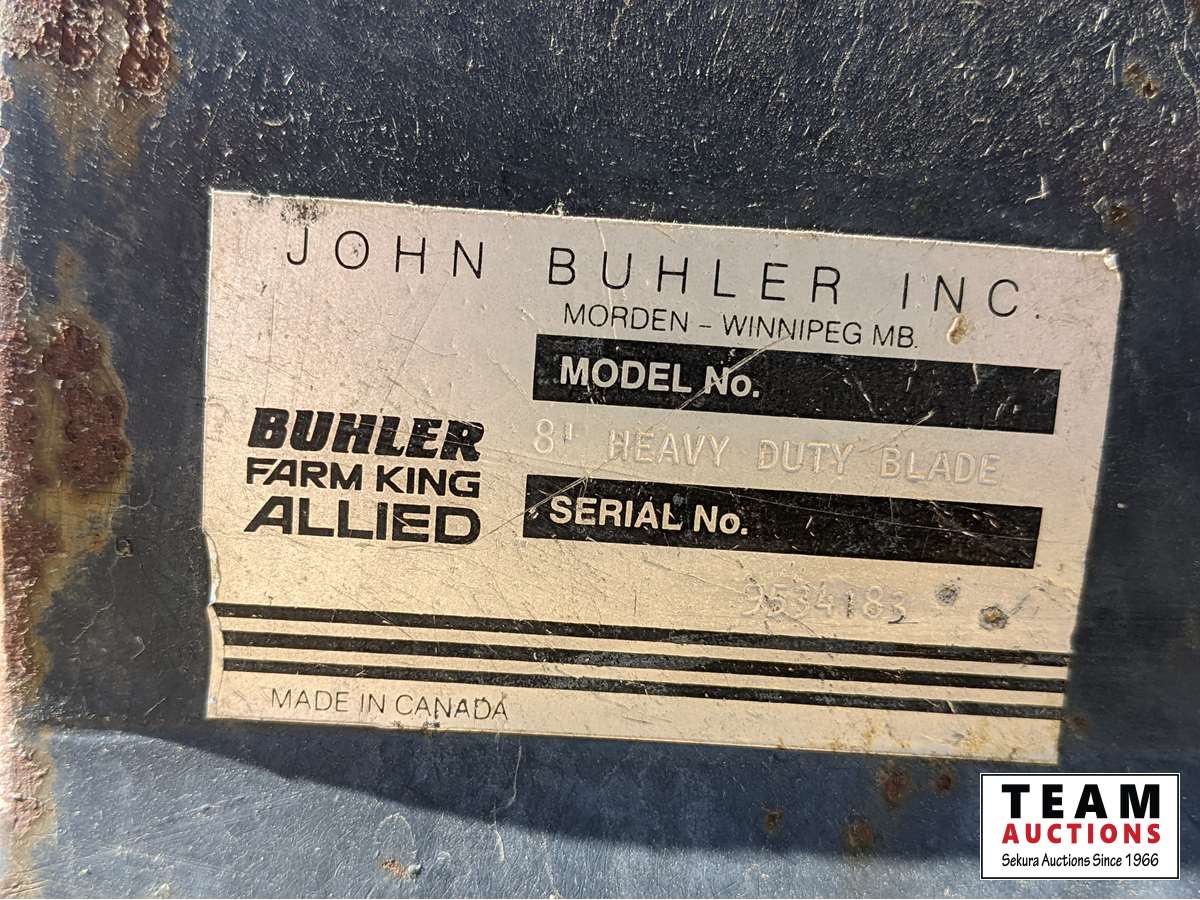 JOHN BUHLER INC.
MORDEN - WINNIPEG MB.
MODEL No.
8' HEAVY DUTY BLADE
BUHLER
FARM KING
ALLIED
SERIAL No.
9534183
MADE IN CANADA
TEAM
AUCTIONS
Sekura Auctions Since 1966